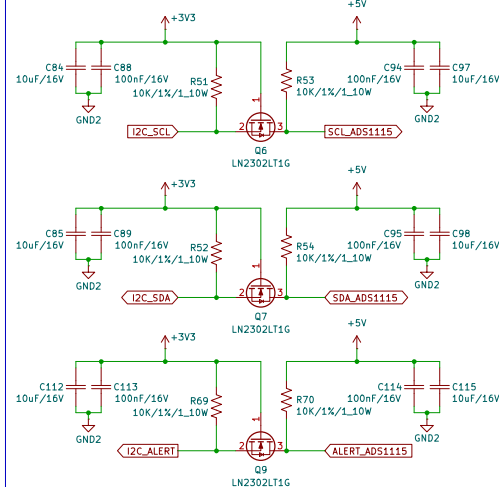 +3V3
+5V
C84
10uF/16V
C88
100nF/16V
R51
10K/1%/1_10W
R53
10K/1%/1_10W
C94
100nF/16V
C97
10uF/16V
GND2
GND2
1
I2C_SCL
2
3
SCL_ADS1115
Q6
LN2302LT1G
+3V3
+5V
C85
10uF/16V
C89
100nF/16V
R52
10K/1%/1_10W
R54
10K/1%/1_10W
C95
100nF/16V
C98
10uF/16V
GND2
GND2
1
I2C_SDA
2
3
SDA_ADS1115
Q7
LN2302LT1G
+3V3
+5V
C112
10uF/16V
C113
100nF/16V
R69
10K/1%/1_10W
R70
10K/1%/1_10W
C114
100nF/16V
C115
10uF/16V
GND2
GND2
1
I2C_ALERT
2
3
ALERT_ADS1115
Q9
LN2302LT1G